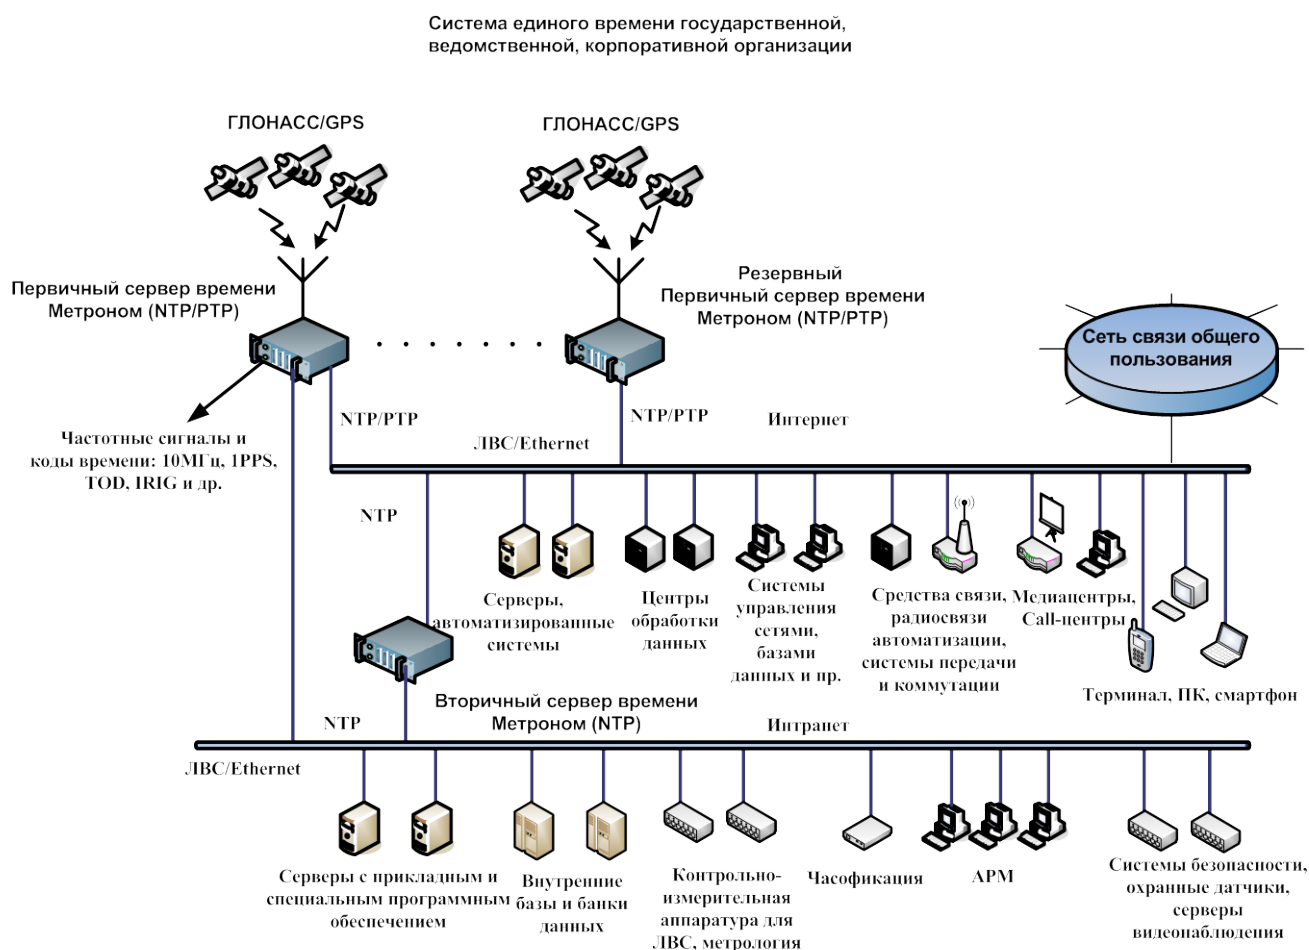 Система единого времени государственной,
ведомственной, корпоративной организации
ГЛОНАСС/GPS
ГЛОНАСС/GPS
Первичный сервер времени
Метроном (NTP/PTP)
Резервный
Первичный сервер времени
Метроном (NTP/PTP)
Сеть связи общего
пользования
Частотные сигналы и
коды времени: 10МГц, 1PPS,
TOD, IRIG и др.
NTP/PTP
ЛВС/Ethernet
NTP/PTP
Интернет
NTP
Серверы,
автоматизированные
системы
Центры
обработки
данных
Системы
управления
сетями,
базами
данных и пр.
Средства связи,
радиосвязи
автоматизации,
системы передачи
и коммутации
Медиацентры,
Call-центры
Терминал, ПК, смартфон
Вторичный сервер времени
Метроном (NTP)
NTP
Интранет
ЛВС/Ethernet
Серверы с прикладным и
специальным программным
обеспечением
Внутренние
базы и банки
данных
Контрольно-
измерительная
аппаратура для
ЛВС, метрология
Часофикация
АРМ
Системы безопасности,
охранные датчики,
серверы
видеонаблюдения